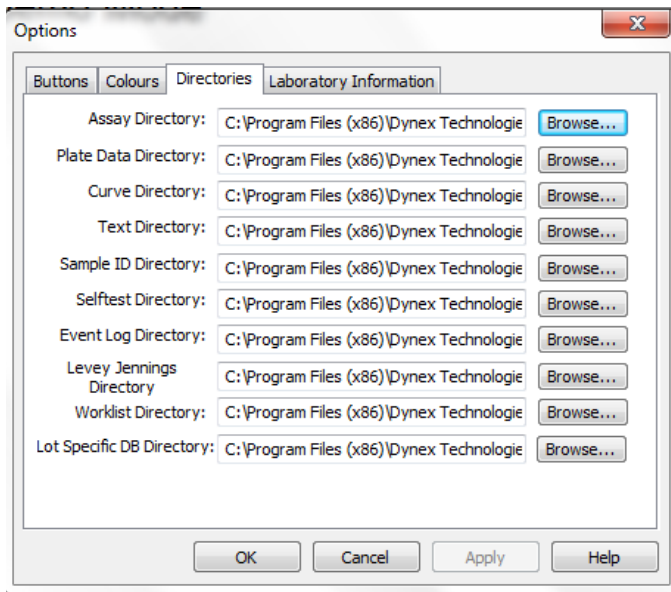 Options
Buttons Colours Directories Laboratory Information
Assay Directory: C:\Program Files (x86)\Dynex Technologie Browse...
Plate Data Directory: C:\Program Files (x86)\Dynex Technologie Browse...
Curve Directory: C:\Program Files (x86)\Dynex Technologie Browse...
Text Directory: C:\Program Files (x86)\Dynex Technologie Browse...
Sample ID Directory: C:\Program Files (x86)\Dynex Technologie Browse...
Selftest Directory: C:\Program Files (x86)\Dynex Technologie Browse...
Event Log Directory: C:\Program Files (x86)\Dynex Technologie Browse...
Levey Jennings
Directory C:\Program Files (x86)\Dynex Technologie Browse...
Worklist Directory: C:\Program Files (x86)\Dynex Technologie Browse...
Lot Specific DB Directory: C:\Program Files (x86)\Dynex Technologie Browse...
OK Cancel Apply Help